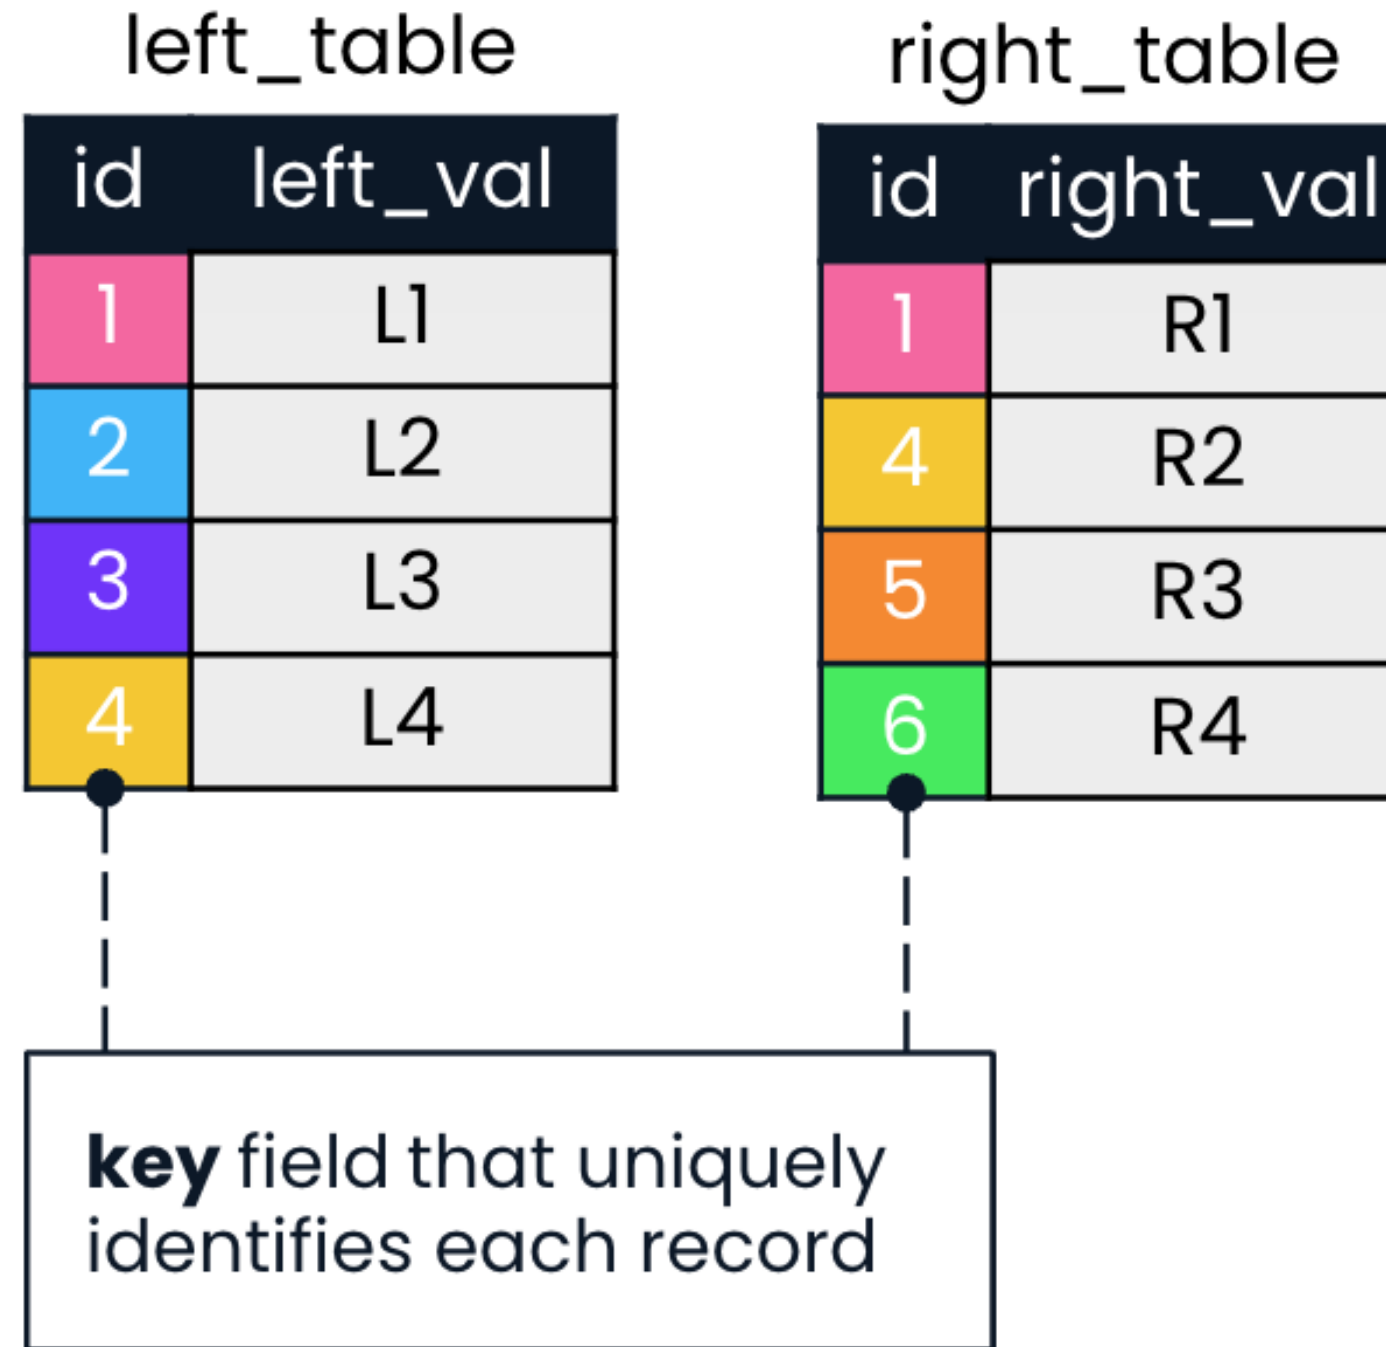 left_table
id left_val
1 L1
2 L2
3 L3
4 L4
right_table
id right_val
1 R1
4 R2
5 R3
6 R4
key field that uniquely
identifies each record